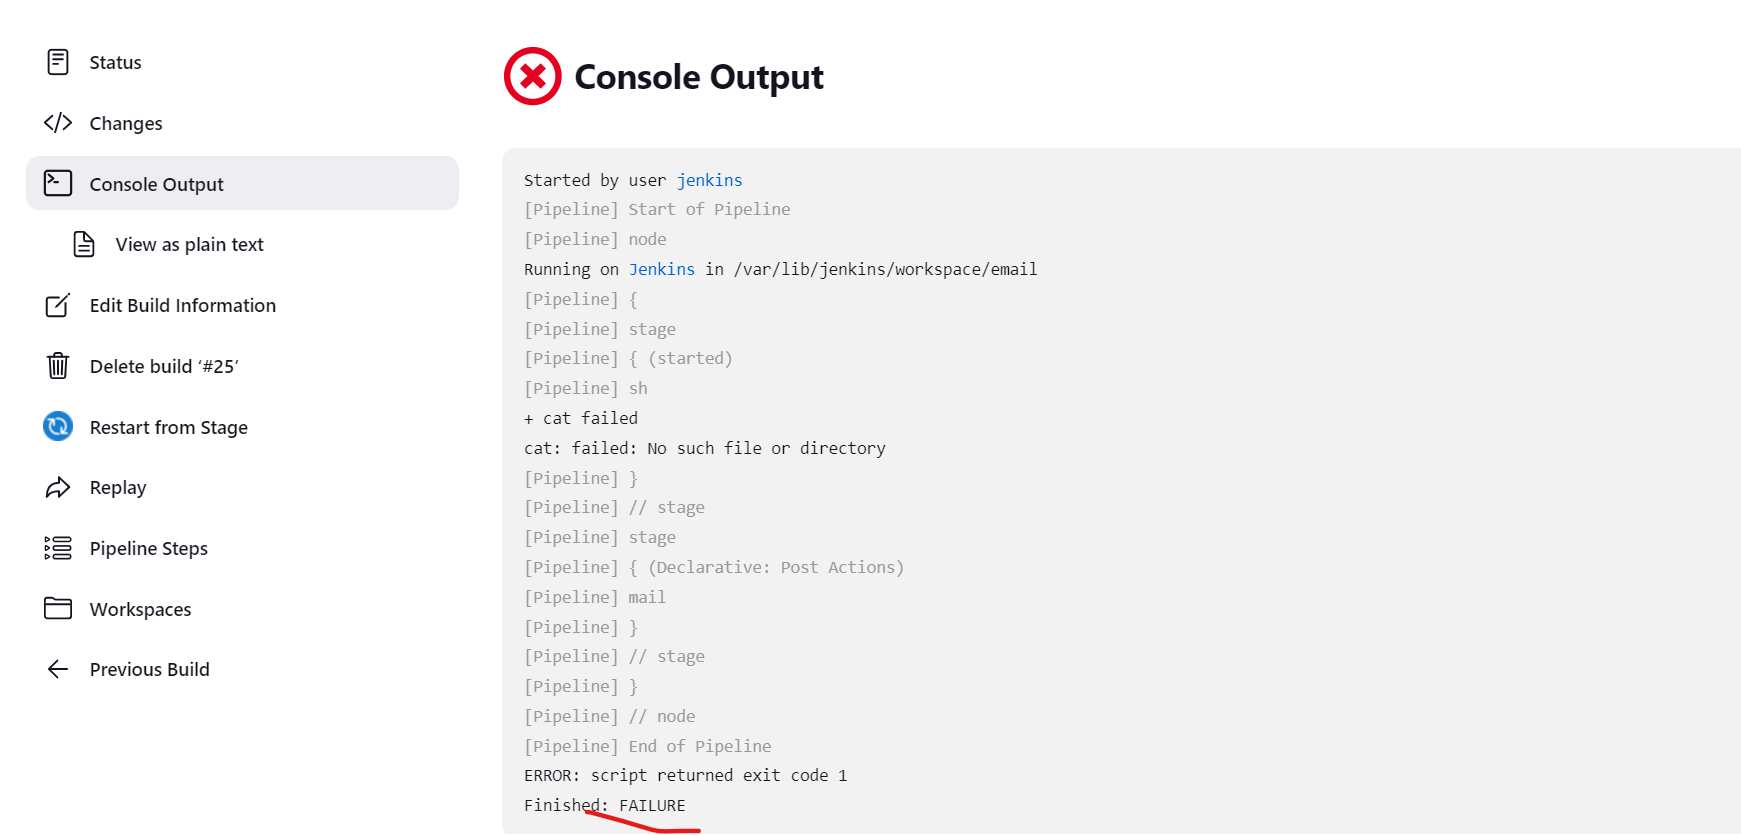 Status
Changes
Console Output
View as plain text
Edit Build Information
Delete build ‘#25’
Restart from Stage
Replay
Pipeline Steps
Workspaces
Previous Build
Console Output
Started by user jenkins
[Pipeline] Start of Pipeline
[Pipeline] node
Running on Jenkins in /var/lib/jenkins/workspace/email
[Pipeline] {
[Pipeline] stage
[Pipeline] { (started)
[Pipeline] sh
+ cat failed
cat: failed: No such file or directory
[Pipeline] }
[Pipeline] // stage
[Pipeline] stage
[Pipeline] { (Declarative: Post Actions)
[Pipeline] mail
[Pipeline] }
[Pipeline] // stage
[Pipeline] }
[Pipeline] // node
[Pipeline] End of Pipeline
ERROR: script returned exit code 1
Finished: FAILURE